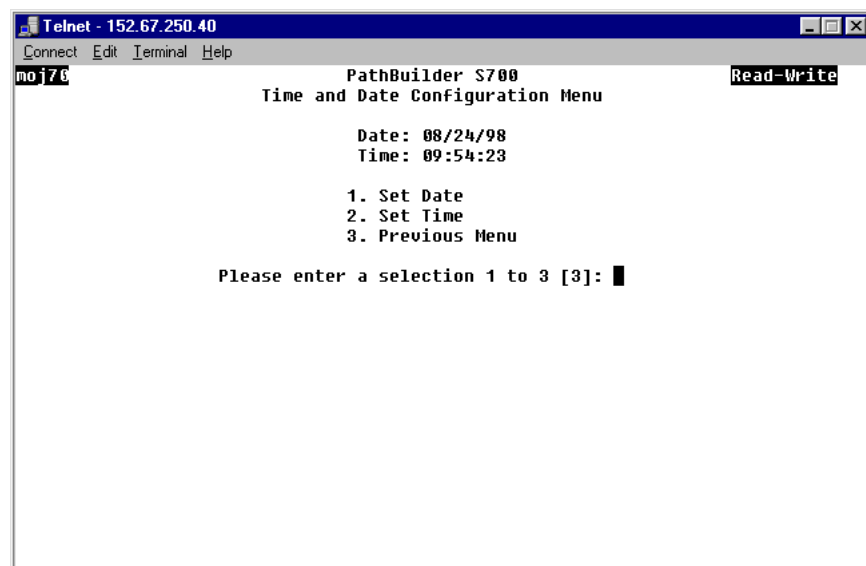 Telnet - 152.67.250.40
Connect Edit Terminal Help
moj70 PathBuilder S700 Read-Write
Time and Date Configuration Menu
Date: 08/24/98
Time: 09:54:23
1. Set Date
2. Set Time
3. Previous Menu
Please enter a selection 1 to 3 [3]: